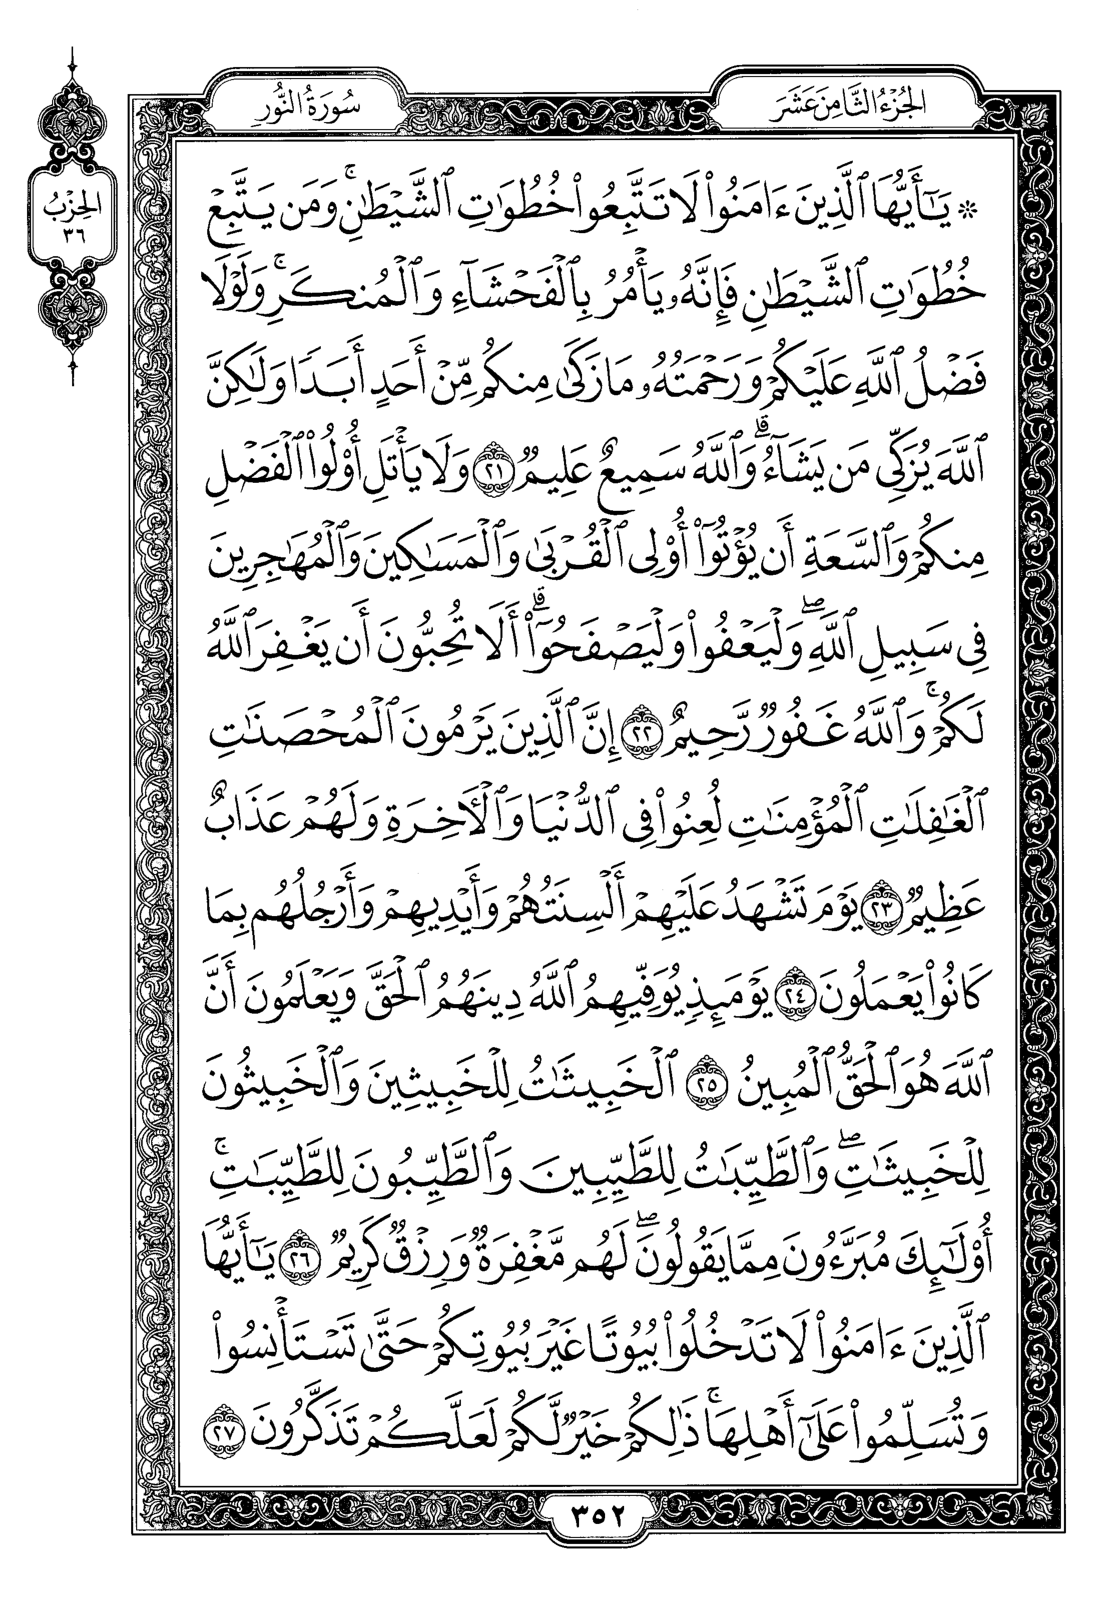 الجُزْءُ الثَّامِنَ عَشَرَ
سُورَةُ النُّور
الحِزْبُ
٣٦
* يَـٰٓأَيُّهَا ٱلَّذِينَ ءَامَنُوا۟ لَا تَتَّبِعُوا۟ خُطُوَٰتِ ٱلشَّيْطَـٰنِ ۚ وَمَن يَتَّبِعْ
خُطُوَٰتِ ٱلشَّيْطَـٰنِ فَإِنَّهُۥ يَأْمُرُ بِٱلْفَحْشَآءِ وَٱلْمُنكَرِ ۚ وَلَوْلَا
فَضْلُ ٱللَّهِ عَلَيْكُمْ وَرَحْمَتُهُۥ مَا زَكَىٰ مِنكُم مِّنْ أَحَدٍ أَبَدًا وَلَـٰكِنَّ
ٱللَّهَ يُزَكِّى مَن يَشَآءُ ۗ وَٱللَّهُ سَمِيعٌ عَلِيمٌ ٢١ وَلَا يَأْتَلِ أُو۟لُوا۟ ٱلْفَضْلِ
مِنكُمْ وَٱلسَّعَةِ أَن يُؤْتُوٓا۟ أُو۟لِى ٱلْقُرْبَىٰ وَٱلْمَسَـٰكِينَ وَٱلْمُهَـٰجِرِينَ
فِى سَبِيلِ ٱللَّهِ ۖ وَلْيَعْفُوا۟ وَلْيَصْفَحُوٓا۟ ۗ أَلَا تُحِبُّونَ أَن يَغْفِرَ ٱللَّهُ
لَكُمْ ۚ وَٱللَّهُ غَفُورٌ رَّحِيمٌ ٢٢ إِنَّ ٱلَّذِينَ يَرْمُونَ ٱلْمُحْصَنَـٰتِ
ٱلْغَـٰفِلَـٰتِ ٱلْمُؤْمِنَـٰتِ لُعِنُوا۟ فِى ٱلدُّنْيَا وَٱلْـَٔاخِرَةِ وَلَهُمْ عَذَابٌ
عَظِيمٌ ٢٣ يَوْمَ تَشْهَدُ عَلَيْهِمْ أَلْسِنَتُهُمْ وَأَيْدِيهِمْ وَأَرْجُلُهُم بِمَا
كَانُوا۟ يَعْمَلُونَ ٢٤ يَوْمَئِذٍ يُوَفِّيهِمُ ٱللَّهُ دِينَهُمُ ٱلْحَقَّ وَيَعْلَمُونَ أَنَّ
ٱللَّهَ هُوَ ٱلْحَقُّ ٱلْمُبِينُ ٢٥ ٱلْخَبِيثَـٰتُ لِلْخَبِيثِينَ وَٱلْخَبِيثُونَ
لِلْخَبِيثَـٰتِ ۖ وَٱلطَّيِّبَـٰتُ لِلطَّيِّبِينَ وَٱلطَّيِّبُونَ لِلطَّيِّبَـٰتِ ۚ
أُو۟لَـٰٓئِكَ مُبَرَّءُونَ مِمَّا يَقُولُونَ ۖ لَهُم مَّغْفِرَةٌ وَرِزْقٌ كَرِيمٌ ٢٦ يَـٰٓأَيُّهَا
ٱلَّذِينَ ءَامَنُوا۟ لَا تَدْخُلُوا۟ بُيُوتًا غَيْرَ بُيُوتِكُمْ حَتَّىٰ تَسْتَأْنِسُوا۟
وَتُسَلِّمُوا۟ عَلَىٰٓ أَهْلِهَا ۚ ذَٰلِكُمْ خَيْرٌ لَّكُمْ لَعَلَّكُمْ تَذَكَّرُونَ ٢٧
٣٥٢